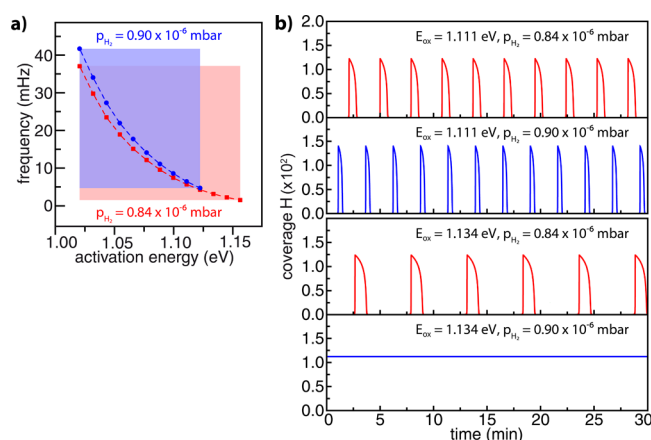 a)
p_H₂ = 0.90 x 10⁻⁶ mbar
40
30
20
10
0
frequency (mHz)
p_H₂ = 0.84 x 10⁻⁶ mbar
1.00 1.05 1.10 1.15
activation energy (eV)
b)
coverage H (x10²)
E_ox = 1.111 eV, p_H₂ = 0.84 x 10⁻⁶ mbar
2.0
1.5
1.0
0.5
0.0
E_ox = 1.111 eV, p_H₂ = 0.90 x 10⁻⁶ mbar
1.5
1.0
0.5
0.0
E_ox = 1.134 eV, p_H₂ = 0.84 x 10⁻⁶ mbar
1.5
1.0
0.5
0.0
E_ox = 1.134 eV, p_H₂ = 0.90 x 10⁻⁶ mbar
1.5
1.0
0.5
0.0
0 5 10 15 20 25 30
time (min)